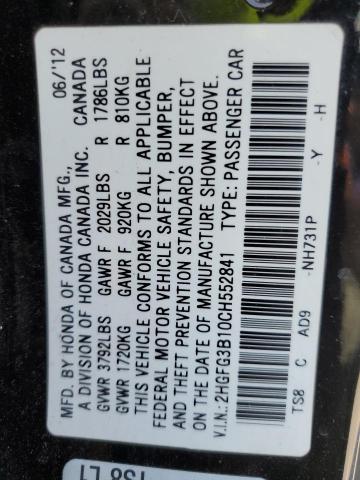 MFD. BY HONDA OF CANADA MFG., 06/'12
A DIVISION OF HONDA CANADA INC. CANADA
GVWR 3792LBS GAWR F 2029LBS R 1786LBS
GVWR 1720KG GAWR F 920KG R 810KG
THIS VEHICLE CONFORMS TO ALL APPLICABLE
FEDERAL MOTOR VEHICLE SAFETY, BUMPER,
AND THEFT PREVENTION STANDARDS IN EFFECT
ON THE DATE OF MANUFACTURE SHOWN ABOVE.
V.I.N.: 2HGFG3B10CH552841 TYPE: PASSENGER CAR
TS8 C AD9 -NH731P -Y -H